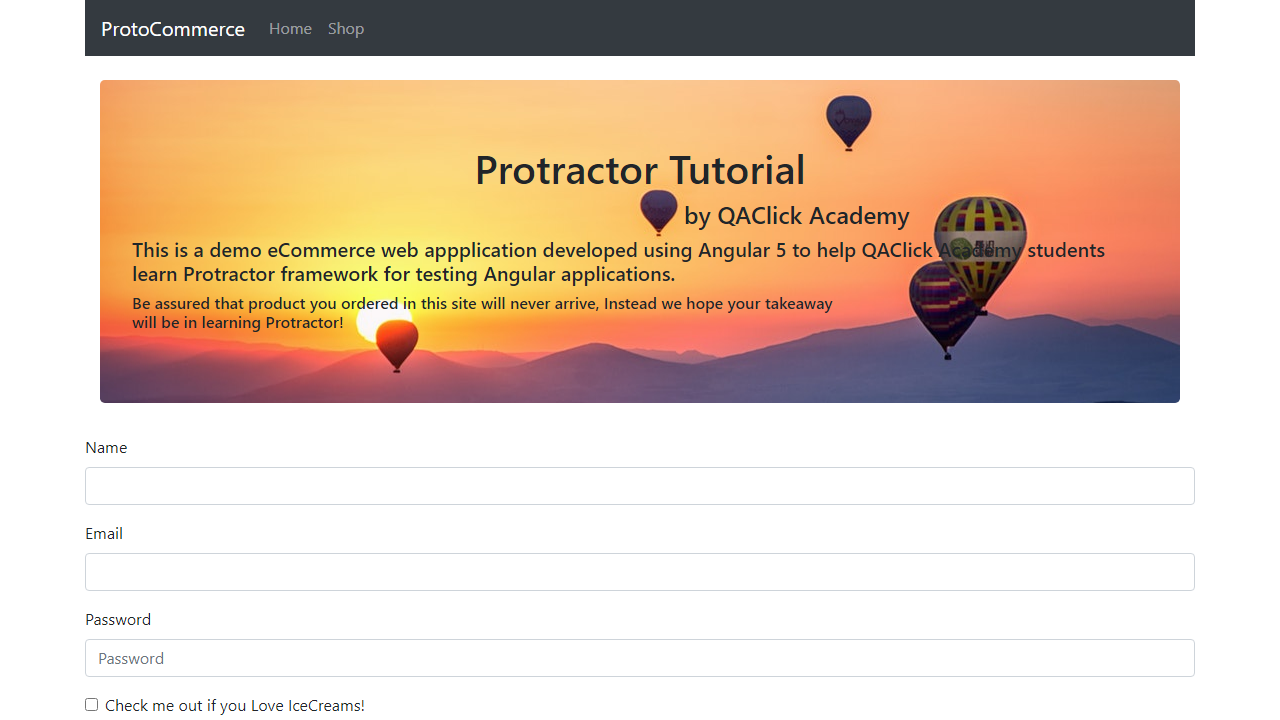 ProtoCommerce Home Shop
Protractor Tutorial
by QAClick Academy
This is a demo eCommerce web appplication developed using Angular 5 to help QAClick Academy students
learn Protractor framework for testing Angular applications.
Be assured that product you ordered in this site will never arrive, Instead we hope your takeaway
will be in learning Protractor!
Name
Email
Password
Password
Check me out if you Love IceCreams!